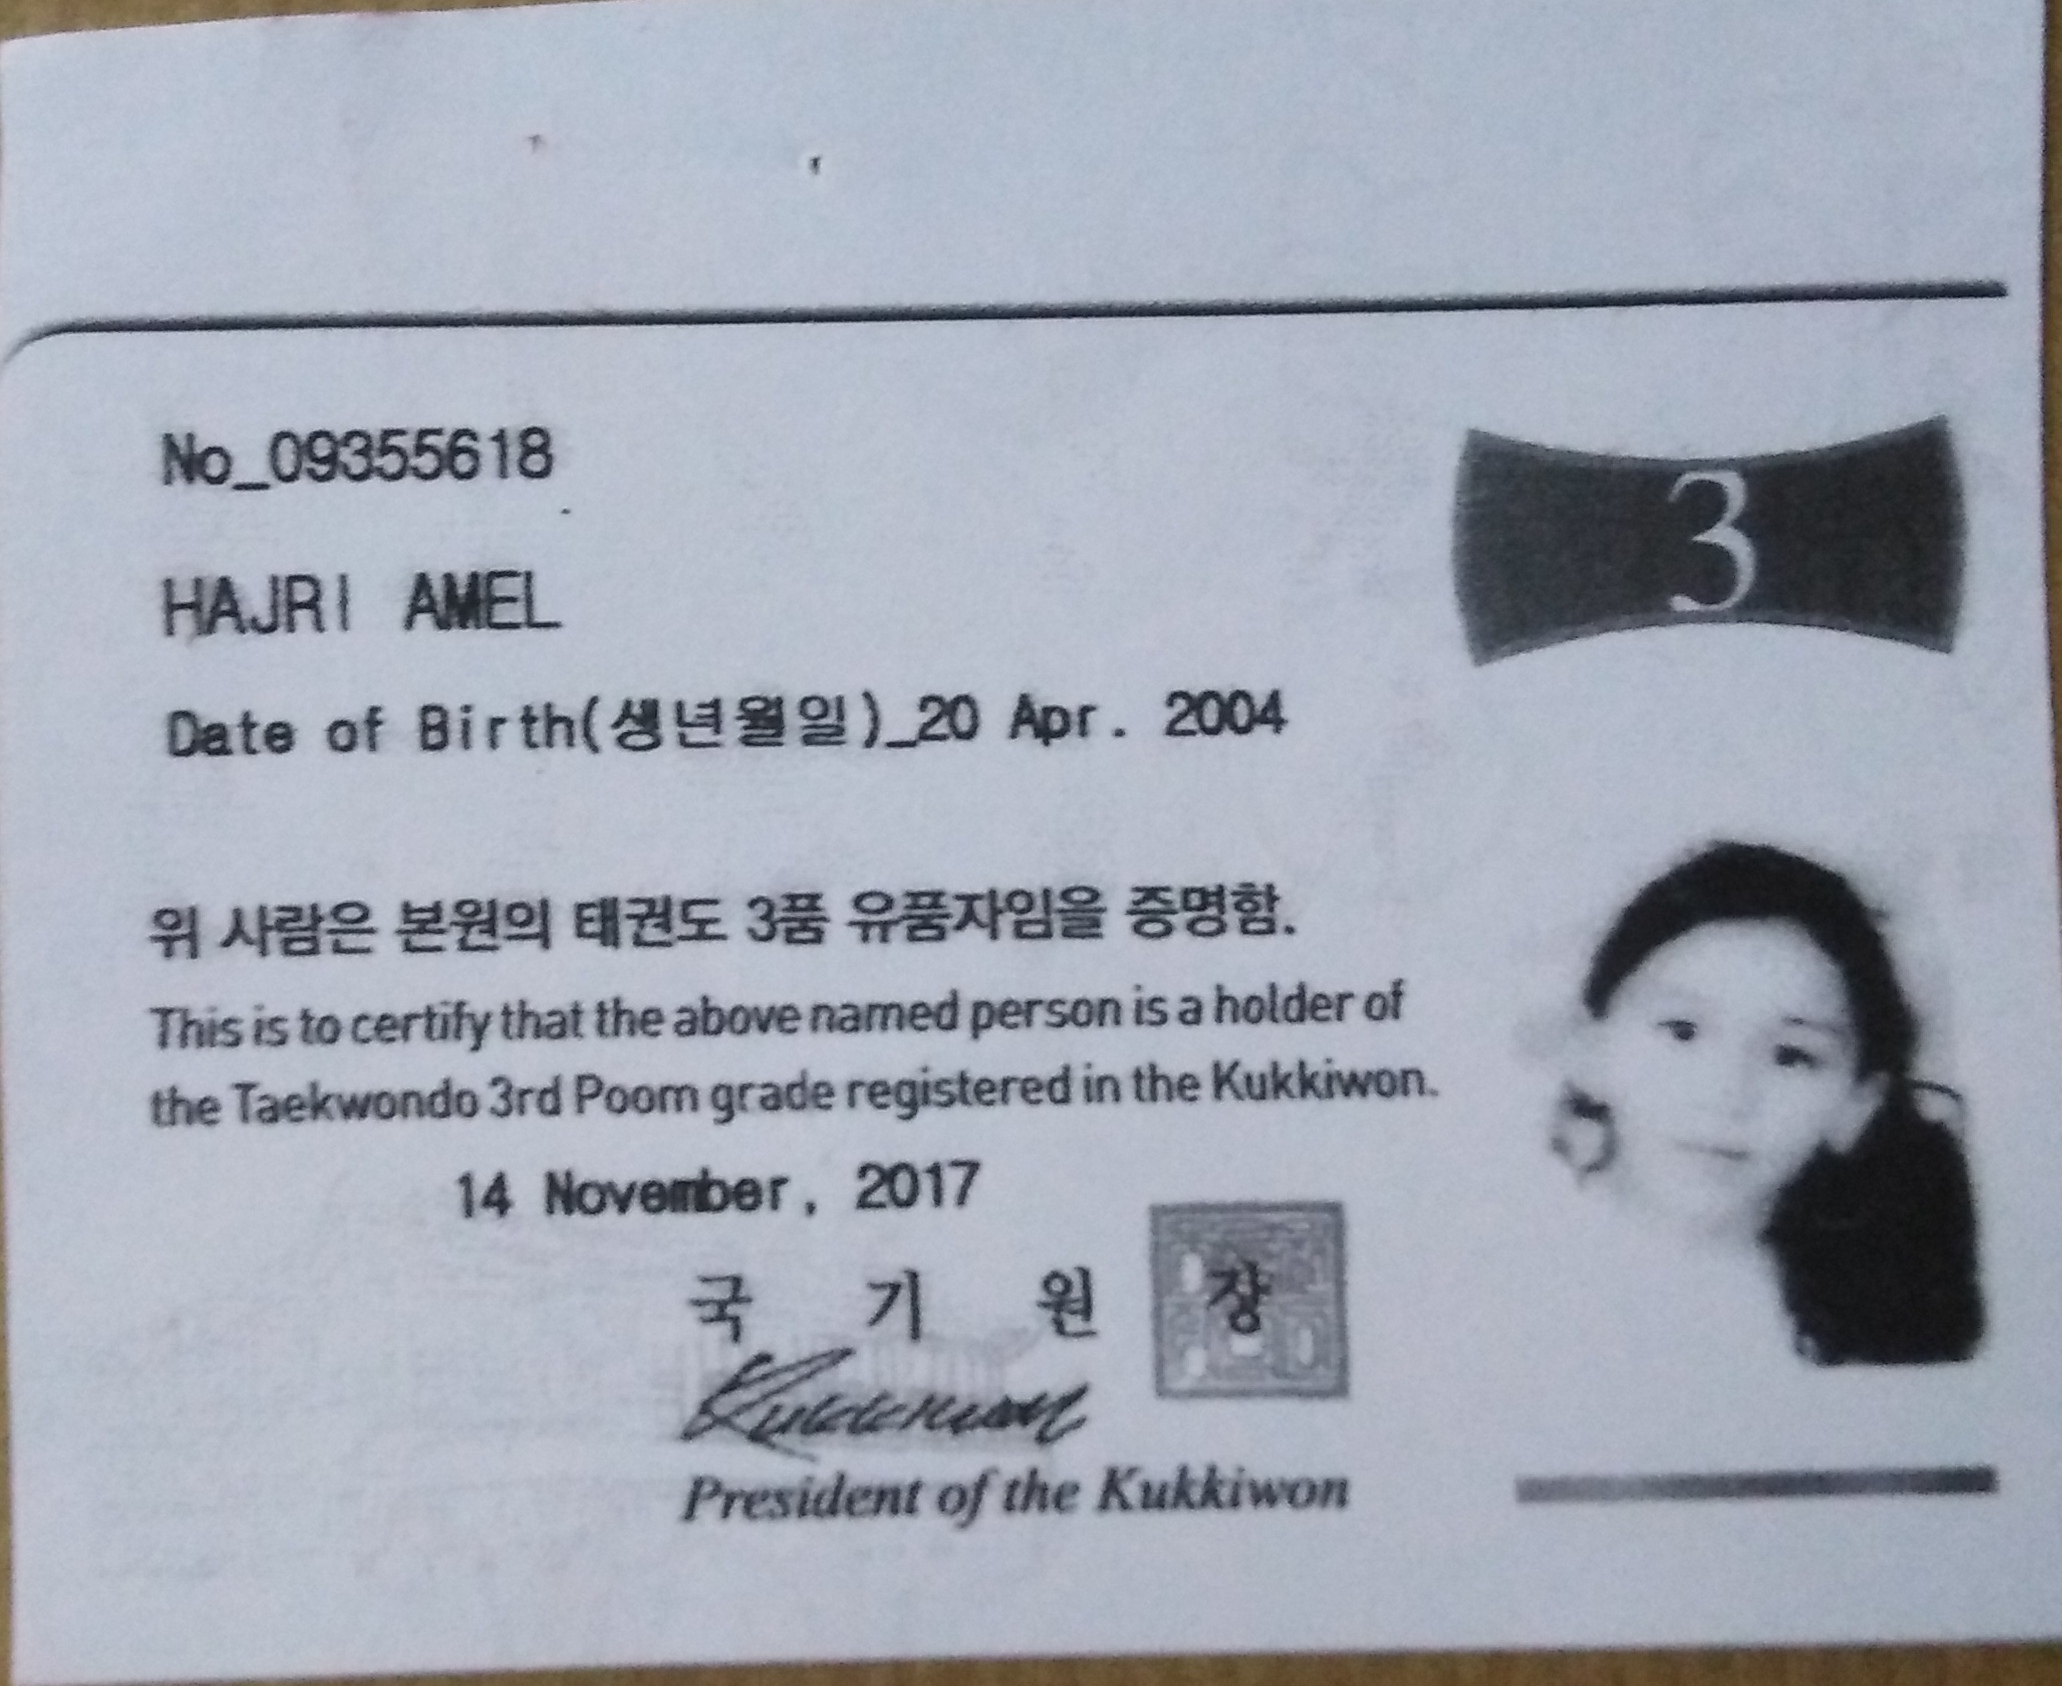 No_09355618
3
HAJRI AMEL
Date of Birth(생년월일)_20 Apr. 2004
위 사람은 본원의 태권도 3품 유품자임을 증명함.
This is to certify that the above named person is a holder of
the Taekwondo 3rd Poom grade registered in the Kukkiwon.
14 November, 2017
국 기 원 장
Kukkiwon
President of the Kukkiwon